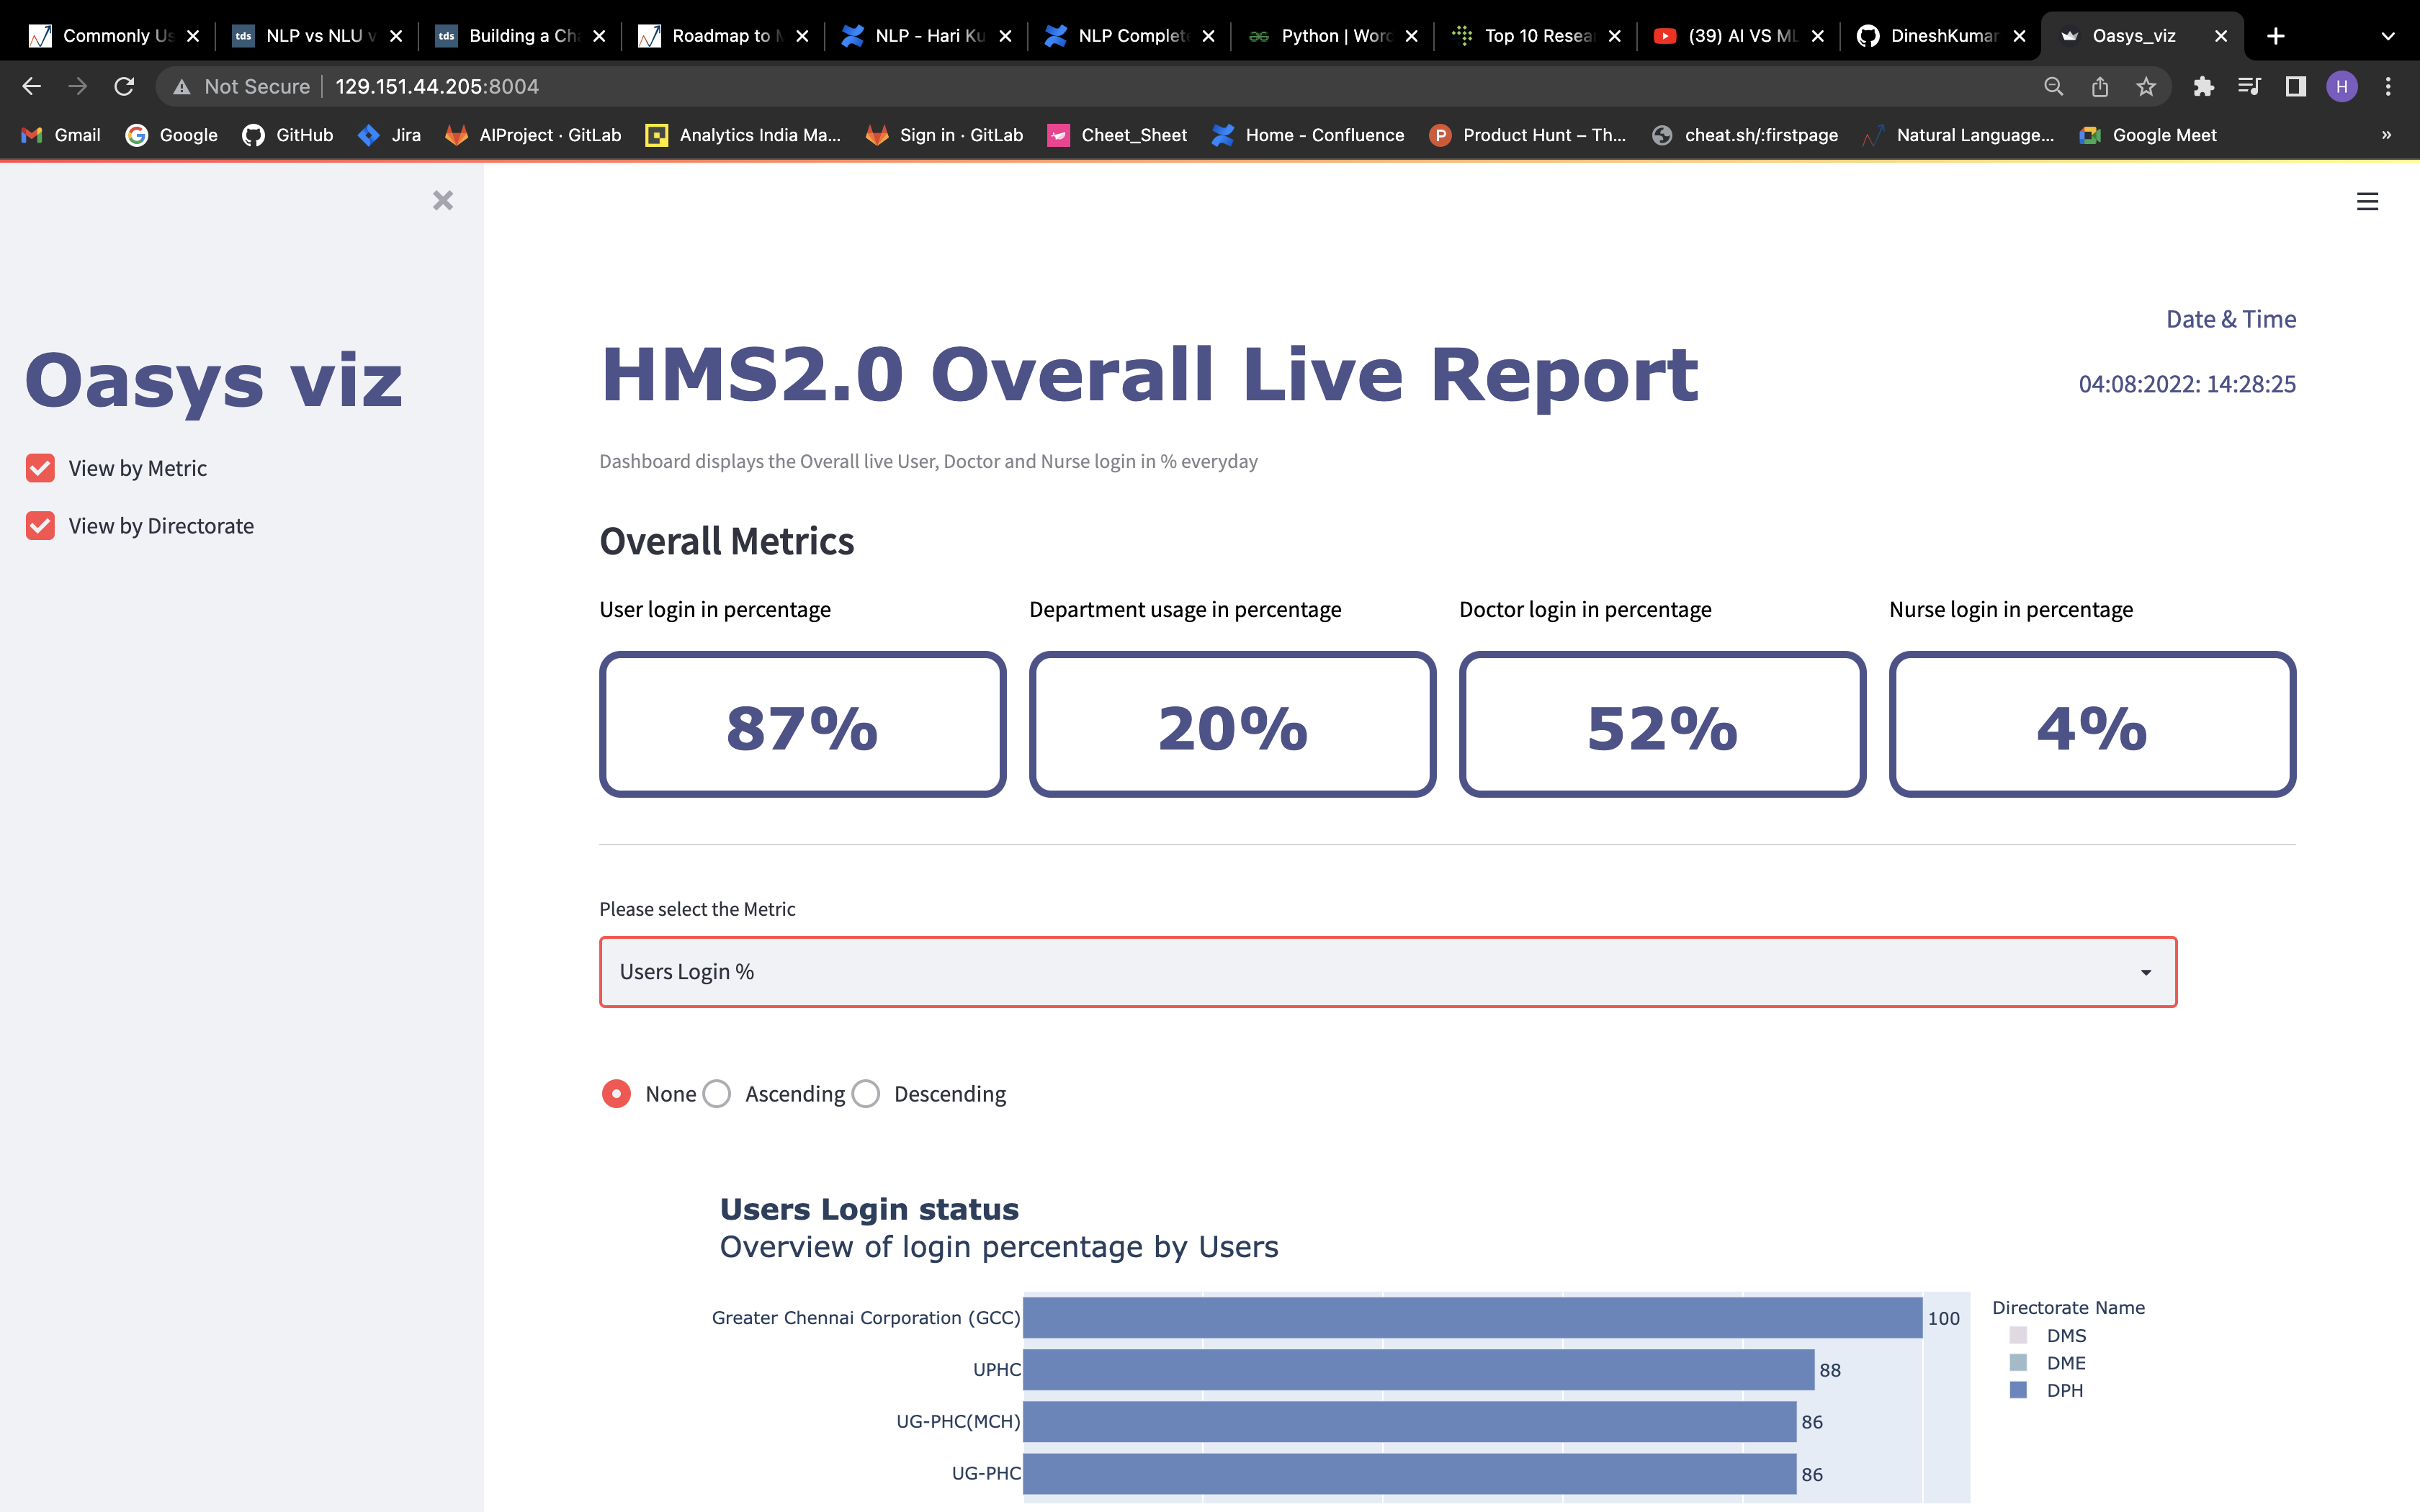 Commonly Us
tds NLP vs NLU v
tds Building a Ch
Roadmap to
NLP - Hari Ku
NLP Complet
Python | Wor
Top 10 Resea
(39) AI VS ML
DineshKumar
Oasys_viz
Not Secure 129.151.44.205:8004
H
Gmail
Google
GitHub
Jira
AIProject · GitLab
Analytics India Ma...
Sign in · GitLab
Cheet_Sheet
Home - Confluence
Product Hunt – Th...
cheat.sh/:firstpage
Natural Language...
Google Meet
»
Oasys viz
View by Metric
View by Directorate
Date & Time
04:08:2022: 14:28:25
HMS2.0 Overall Live Report
Dashboard displays the Overall live User, Doctor and Nurse login in % everyday
Overall Metrics
User login in percentage
87%
Department usage in percentage
20%
Doctor login in percentage
52%
Nurse login in percentage
4%
Please select the Metric
Users Login %
None Ascending Descending
Users Login status
Overview of login percentage by Users
Greater Chennai Corporation (GCC) 100
UPHC 88
UG-PHC(MCH) 86
UG-PHC 86
Directorate Name
DMS
DME
DPH